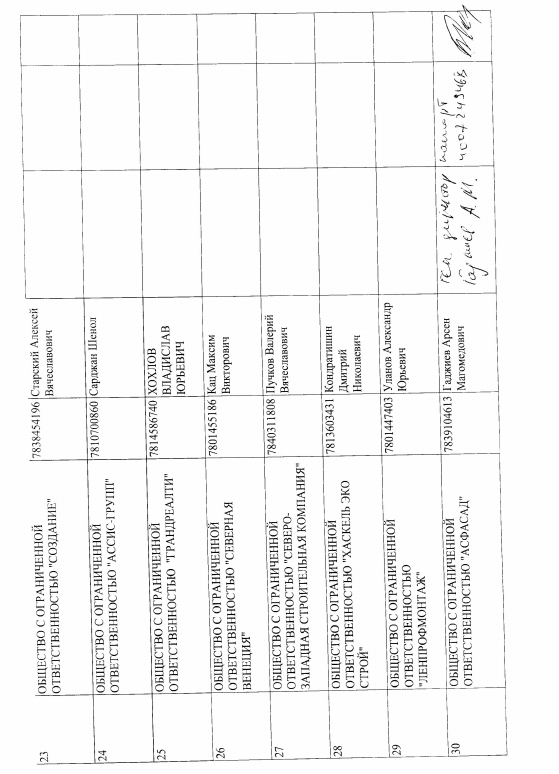 23
ОБЩЕСТВО С ОГРАНИЧЕННОЙ
ОТВЕТСТВЕННОСТЬЮ "СОЗДАНИЕ"
7838454196
Старский Алексей
Вячеславович
24
ОБЩЕСТВО С ОГРАНИЧЕННОЙ
ОТВЕТСТВЕННОСТЬЮ "АССИС-ГРУПП"
7810700860
Сарджан Шенол
25
ОБЩЕСТВО С ОГРАНИЧЕННОЙ
ОТВЕТСТВЕННОСТЬЮ "ГРАНДРЕАЛТИ"
7814586740
ХОХЛОВ
ВЛАДИСЛАВ
ЮРЬЕВИЧ
26
ОБЩЕСТВО С ОГРАНИЧЕННОЙ
ОТВЕТСТВЕННОСТЬЮ "СЕВЕРНАЯ
ВЕНЕЦИЯ"
7801455186
Кац Максим
Викторович
27
ОБЩЕСТВО С ОГРАНИЧЕННОЙ
ОТВЕТСТВЕННОСТЬЮ "СЕВЕРО-
ЗАПАДНАЯ СТРОИТЕЛЬНАЯ КОМПАНИЯ"
7840311808
Пучков Валерий
Вячеславович
28
ОБЩЕСТВО С ОГРАНИЧЕННОЙ
ОТВЕТСТВЕННОСТЬЮ "ХАСКЕЛЬ ЭКО
СТРОЙ"
7813603431
Кондратишин
Дмитрий
Николаевич
29
ОБЩЕСТВО С ОГРАНИЧЕННОЙ
ОТВЕТСТВЕННОСТЬЮ
"ЛЕНПРОФМОНТАЖ"
7801447403
Уланов Александр
Юрьевич
30
ОБЩЕСТВО С ОГРАНИЧЕННОЙ
ОТВЕТСТВЕННОСТЬЮ "АСФАСАД"
7839104613
Гаджиев Арсен
Магомедович
ген директор
Гаджиев А.М.
паспорт